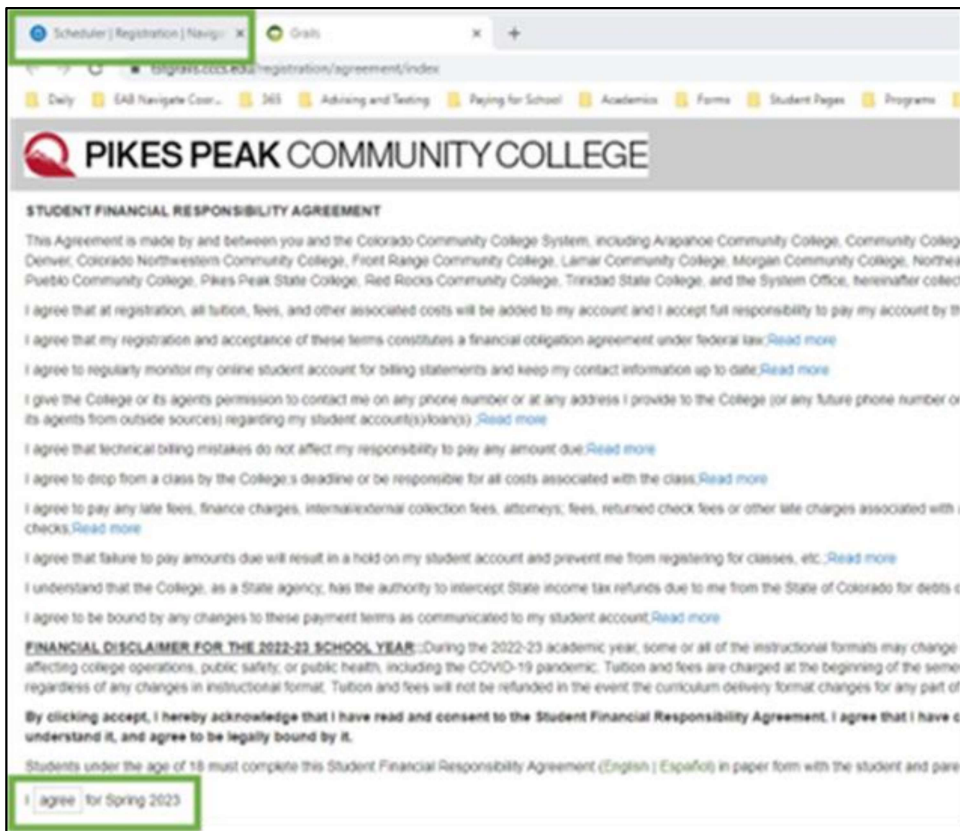 Scheduler | Registration | Naviga ×
Grails × +
tstgrails.cccs.edu/registration/agreement/index
Daily EAB Navigate Coor... 365 Advising and Testing Paying for School Academics Forms Student Pages Programs
PIKES PEAK COMMUNITY COLLEGE
STUDENT FINANCIAL RESPONSIBILITY AGREEMENT
This Agreement is made by and between you and the Colorado Community College System, including Arapahoe Community College, Community Colleg
Denver, Colorado Northwestern Community College, Front Range Community College, Lamar Community College, Morgan Community College, Northea
Pueblo Community College, Pikes Peak State College, Red Rocks Community College, Trinidad State College, and the System Office, hereinafter collect
I agree that at registration, all tuition, fees, and other associated costs will be added to my account and I accept full responsibility to pay my account by th
I agree that my registration and acceptance of these terms constitutes a financial obligation agreement under federal law;Read more
I agree to regularly monitor my online student account for billing statements and keep my contact information up to date;Read more
I give the College or its agents permission to contact me on any phone number or at any address I provide to the College (or any future phone number or
its agents from outside sources) regarding my student account(s)/loan(s) ;Read more
I agree that technical billing mistakes do not affect my responsibility to pay any amount due;Read more
I agree to drop from a class by the College;s deadline or be responsible for all costs associated with the class;Read more
I agree to pay any late fees, finance charges, internal/external collection fees, attorneys; fees, returned check fees or other late charges associated with
checks;Read more
I agree that failure to pay amounts due will result in a hold on my student account and prevent me from registering for classes, etc.;Read more
I understand that the College, as a State agency, has the authority to intercept State income tax refunds due to me from the State of Colorado for debts
I agree to be bound by any changes to these payment terms as communicated to my student account;Read more
FINANCIAL DISCLAIMER FOR THE 2022-23 SCHOOL YEAR:;During the 2022-23 academic year, some or all of the instructional formats may change
affecting college operations, public safety, or public health, including the COVID-19 pandemic. Tuition and fees are charged at the beginning of the seme
regardless of any changes in instructional format. Tuition and fees will not be refunded in the event the curriculum delivery format changes for any part of
By clicking accept, I hereby acknowledge that I have read and consent to the Student Financial Responsibility Agreement. I agree that I have c
understand it, and agree to be legally bound by it.
Students under the age of 18 must complete this Student Financial Responsibility Agreement (English | Español) in paper form with the student and pare
I agree for Spring 2023